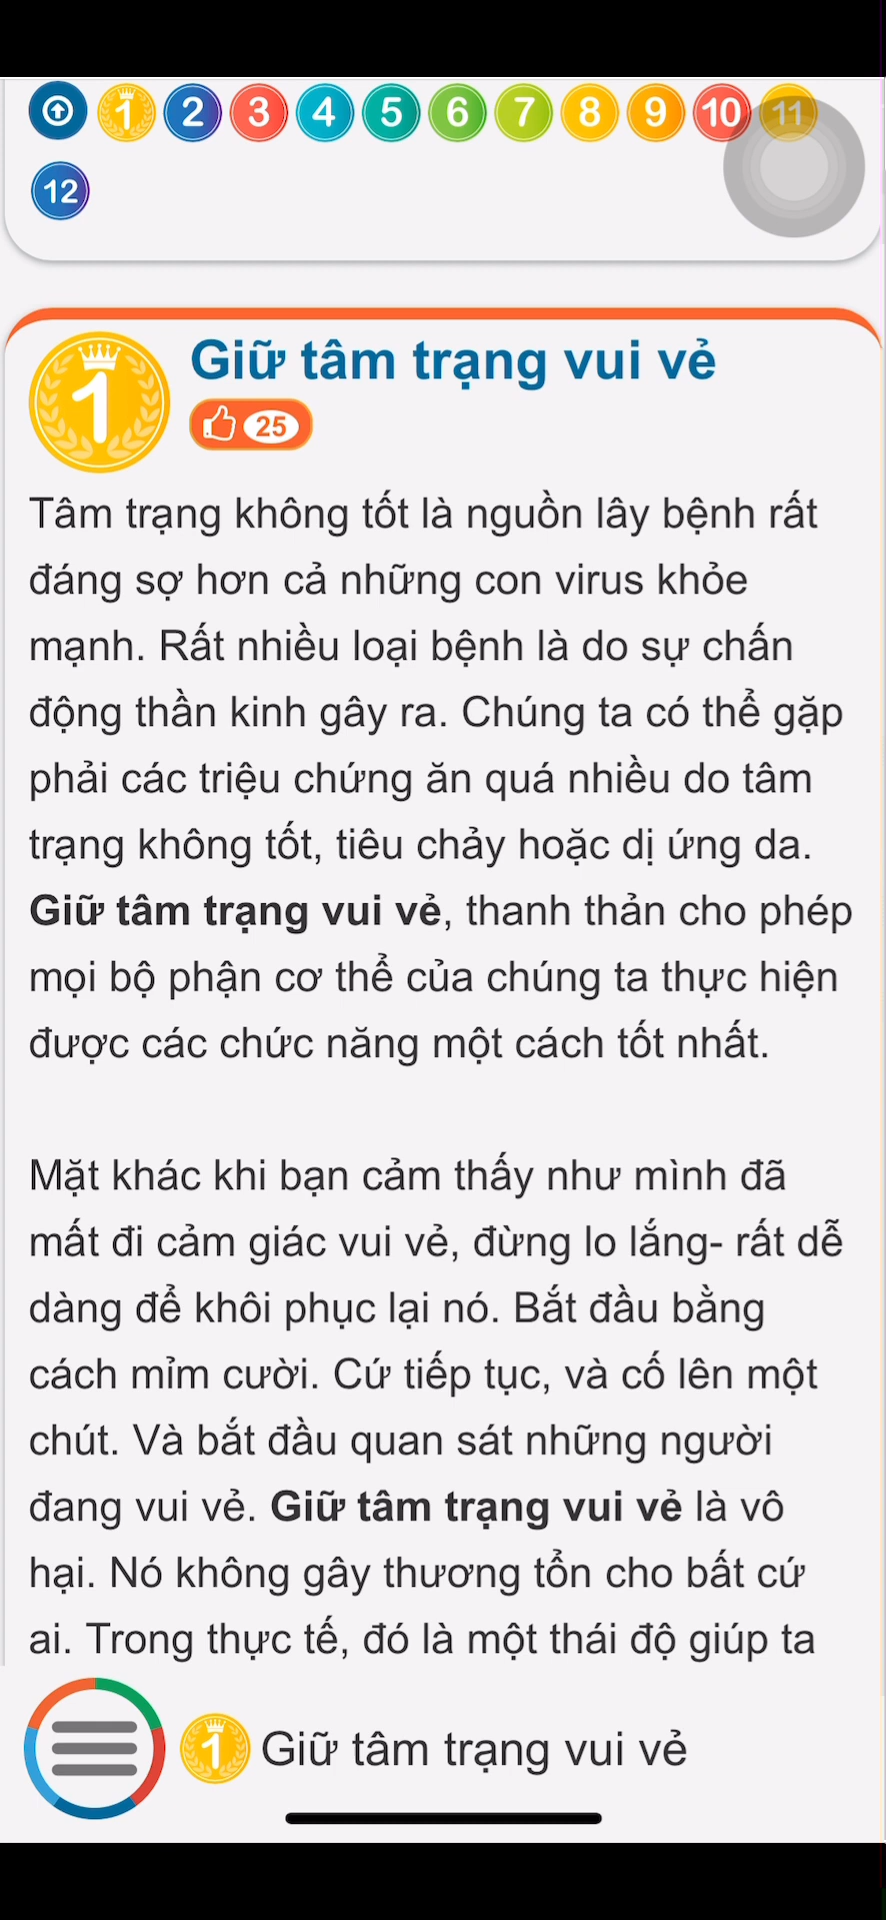 1 2 3 4 5 6 7 8 9 10 11
12
1 Giữ tâm trạng vui vẻ
25
Tâm trạng không tốt là nguồn lây bệnh rất
đáng sợ hơn cả những con virus khỏe
mạnh. Rất nhiều loại bệnh là do sự chấn
động thần kinh gây ra. Chúng ta có thể gặp
phải các triệu chứng ăn quá nhiều do tâm
trạng không tốt, tiêu chảy hoặc dị ứng da.
Giữ tâm trạng vui vẻ, thanh thản cho phép
mọi bộ phận cơ thể của chúng ta thực hiện
được các chức năng một cách tốt nhất.
Mặt khác khi bạn cảm thấy như mình đã
mất đi cảm giác vui vẻ, đừng lo lắng- rất dễ
dàng để khôi phục lại nó. Bắt đầu bằng
cách mỉm cười. Cứ tiếp tục, và cố lên một
chút. Và bắt đầu quan sát những người
đang vui vẻ. Giữ tâm trạng vui vẻ là vô
hại. Nó không gây thương tổn cho bất cứ
ai. Trong thực tế, đó là một thái độ giúp ta
1 Giữ tâm trạng vui vẻ